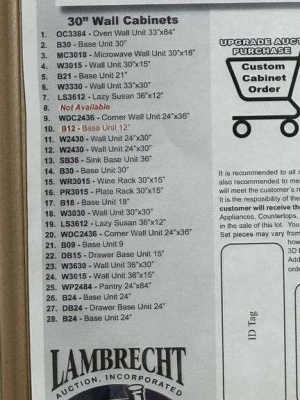 30" Wall Cabinets
1. OC3384 - Oven Wall Unit 33"x84"
2. B30 - Base Unit 30"
3. MC3018 - Microwave Wall Unit 30"x18"
4. W3015 - Wall Unit 30"x15"
5. B21 - Base Unit 21"
6. W3330 - Wall Unit 33"x30"
7. LS3612 - Lazy Susan 36"x12"
8. Not Available
9. WDC2436 - Corner Wall Unit 24"x36"
10. B12 - Base Unit 12"
11. W2430 - Wall Unit 24"x30"
12. W2430 - Wall Unit 24"x30"
13. SB36 - Sink Base Unit 36"
14. B30 - Base Unit 30"
15. WR3015 - Wine Rack 30"x15"
16. PR3015 - Plate Rack 30"x15"
17. B18 - Base Unit 18"
18. W3030 - Wall Unit 30"x30"
19. LS3612 - Lazy Susan 36"x12"
20. WDC2436 - Corner Wall Unit 24"x36"
21. B09 - Base Unit 9
22. DB15 - Drawer Base Unit 15"
23. W3630 - Wall Unit 36"x30"
24. W3615 - Wall Unit 36"x15"
25. WP2484 - Pantry 24"x84"
26. B24 - Base Unit 24"
27. DB24 - Drawer Base Unit 24"
28. B24 - Base Unit 24"
LAMBRECHT
AUCTION, INCORPORATED
UPGRADE AUCT
PURCHASE
Custom
Cabinet
Order
It is recommended to all
also recommended to me
will meet the customer's n
It is the resposibility of the
customer will receive the
Appliances, Countertops,
in the sale of this lot. You
Set pieces may vary from
how
3D
Add
orde
ID Tag